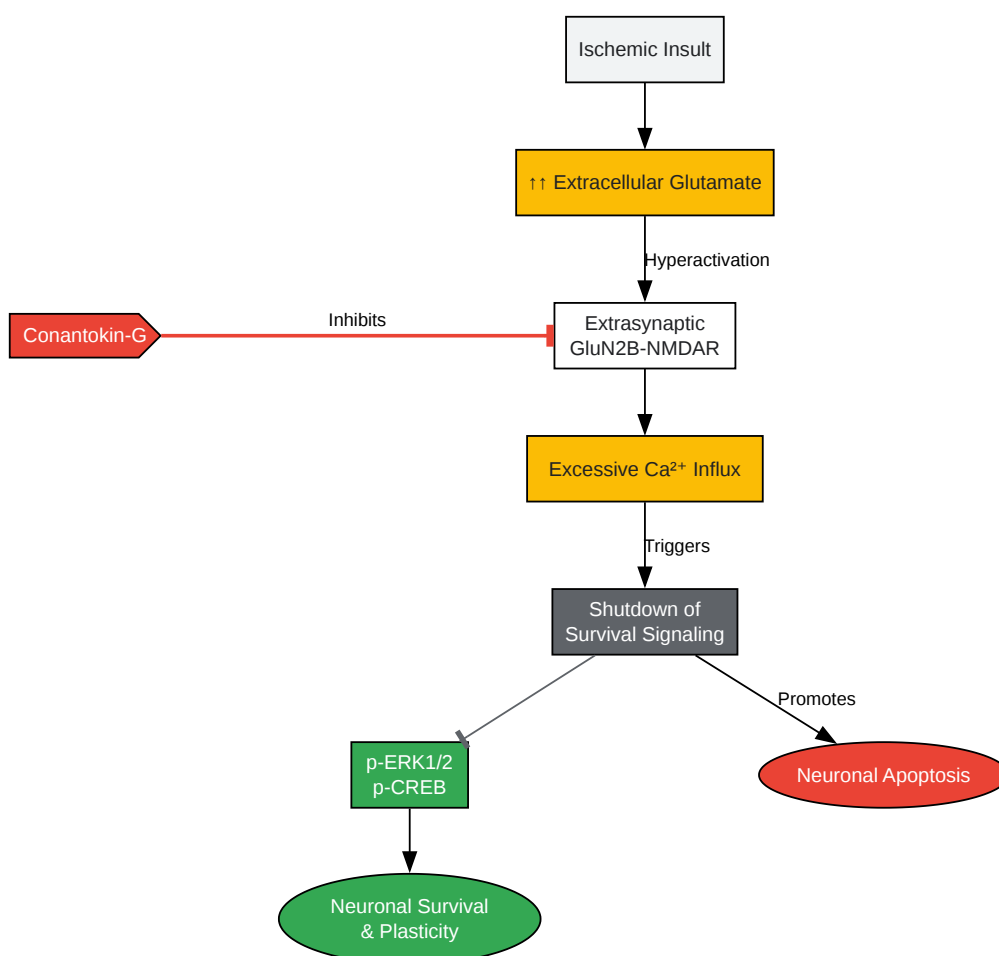 Ischemic Insult
↑↑ Extracellular Glutamate
Hyperactivation
Conantokin-G
Inhibits
Extrasynaptic
GluN2B-NMDAR
Excessive Ca²⁺ Influx
Triggers
Shutdown of
Survival Signaling
Promotes
p-ERK1/2
p-CREB
Neuronal Apoptosis
Neuronal Survival
& Plasticity